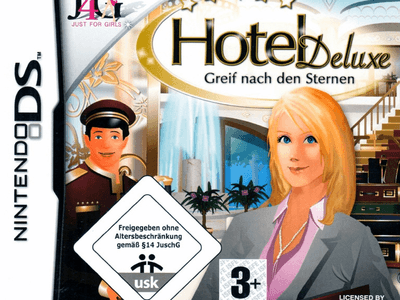 JUST FOR GIRLS
Hotel Deluxe
Greif nach den Sternen
NINTENDO DS
TM
Freigegeben ohne
Altersbeschränkung
gemäß §14 JuschG
usk
3+
LICENSED BY